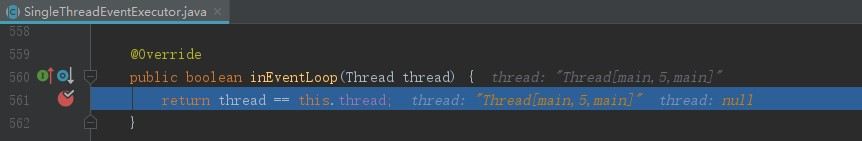 SingleThreadEventExecutor.java ×
558
559 @Override
560 public boolean inEventLoop(Thread thread) { thread: "Thread[main,5,main]"
561 return thread == this.thread; thread: "Thread[main,5,main]" thread: null
562 }